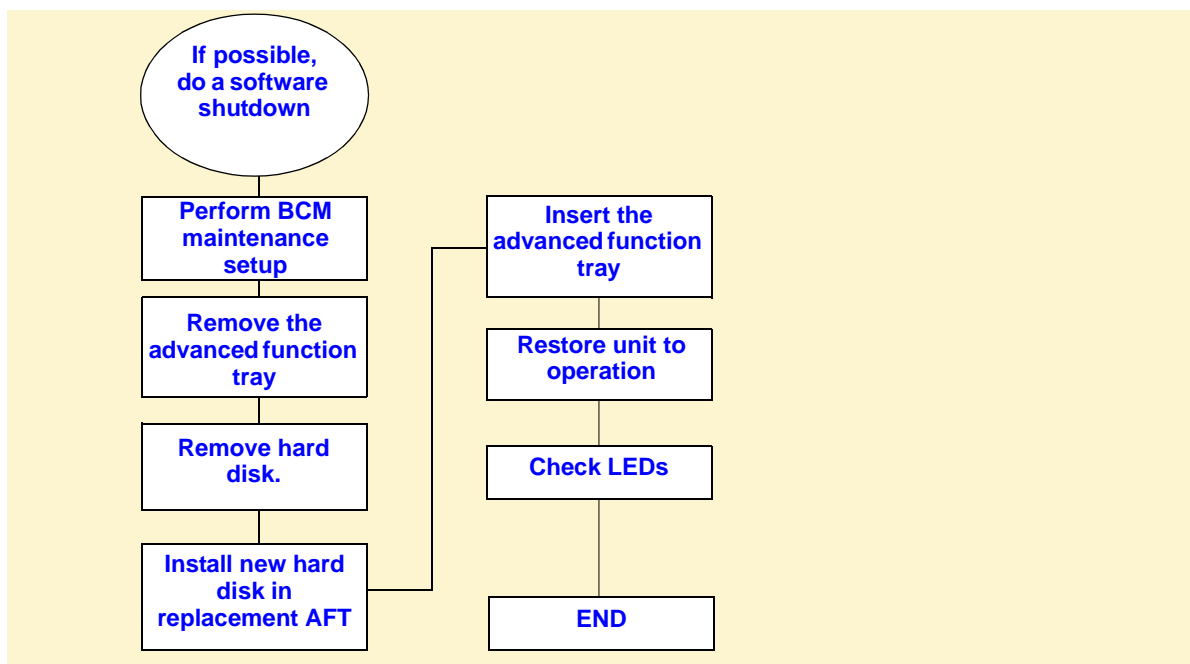 If possible,
do a software
shutdown
Perform BCM
maintenance
setup
Remove the
advanced function
tray
Remove hard
disk.
Install new hard
disk in
replacement AFT
Insert the
advanced function
tray
Restore unit to
operation
Check LEDs
END